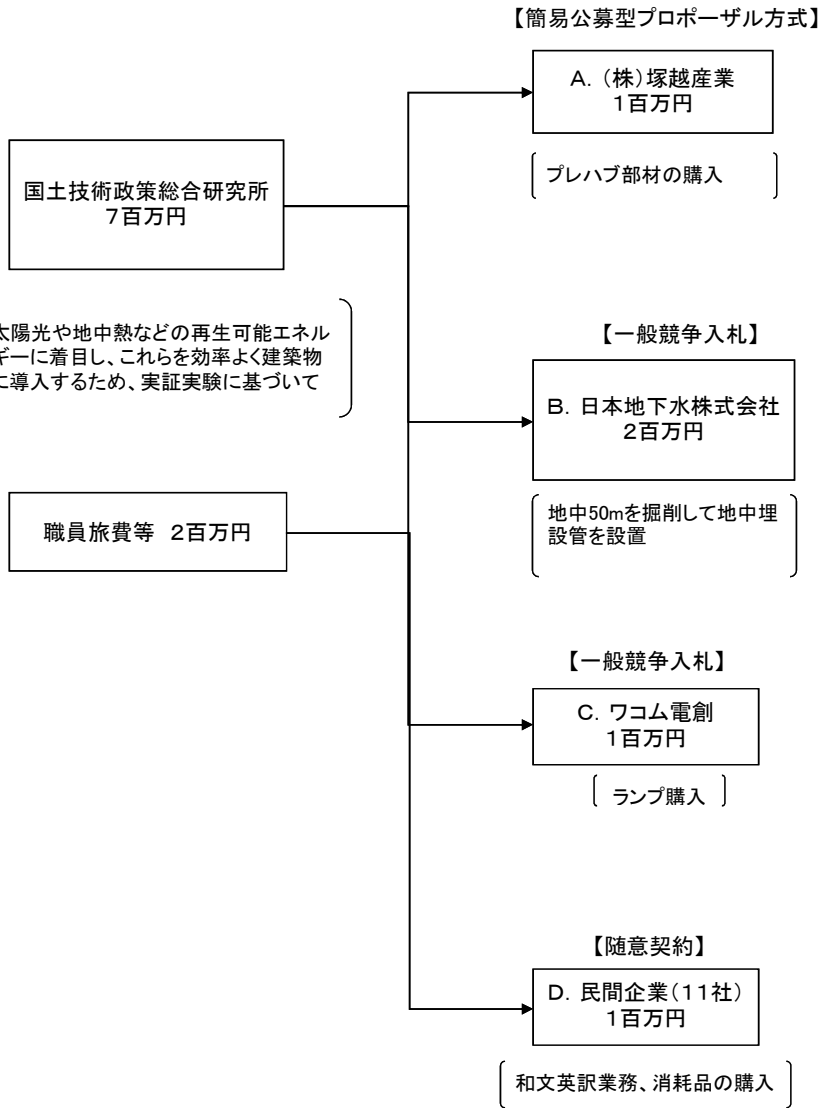 【簡易公募型プロポーザル方式】
A. (株)塚越産業
1百万円
プレハブ部材の購入
国土技術政策総合研究所
7百万円
太陽光や地中熱などの再生可能エネル
ギーに着目し、これらを効率よく建築物
に導入するため、実証実験に基づいて
【一般競争入札】
B. 日本地下水株式会社
2百万円
地中50mを掘削して地中埋
設管を設置
職員旅費等 2百万円
【一般競争入札】
C. ワコム電創
1百万円
ランプ購入
【随意契約】
D. 民間企業(11社)
1百万円
和文英訳業務、消耗品の購入